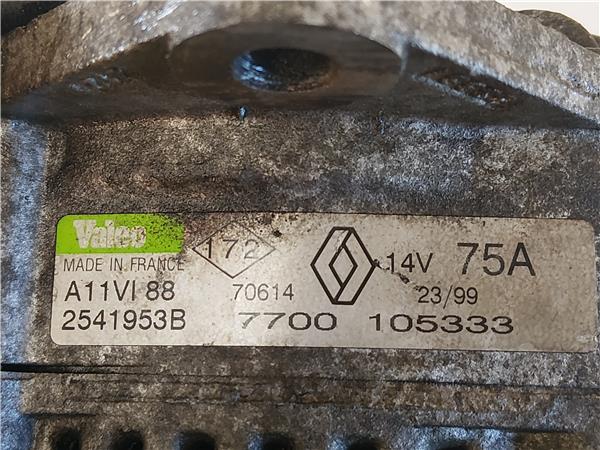 Valeo 172 14V 75A
MADE IN FRANCE
A11VI 88 70614 23/99
2541953B 7700 105333